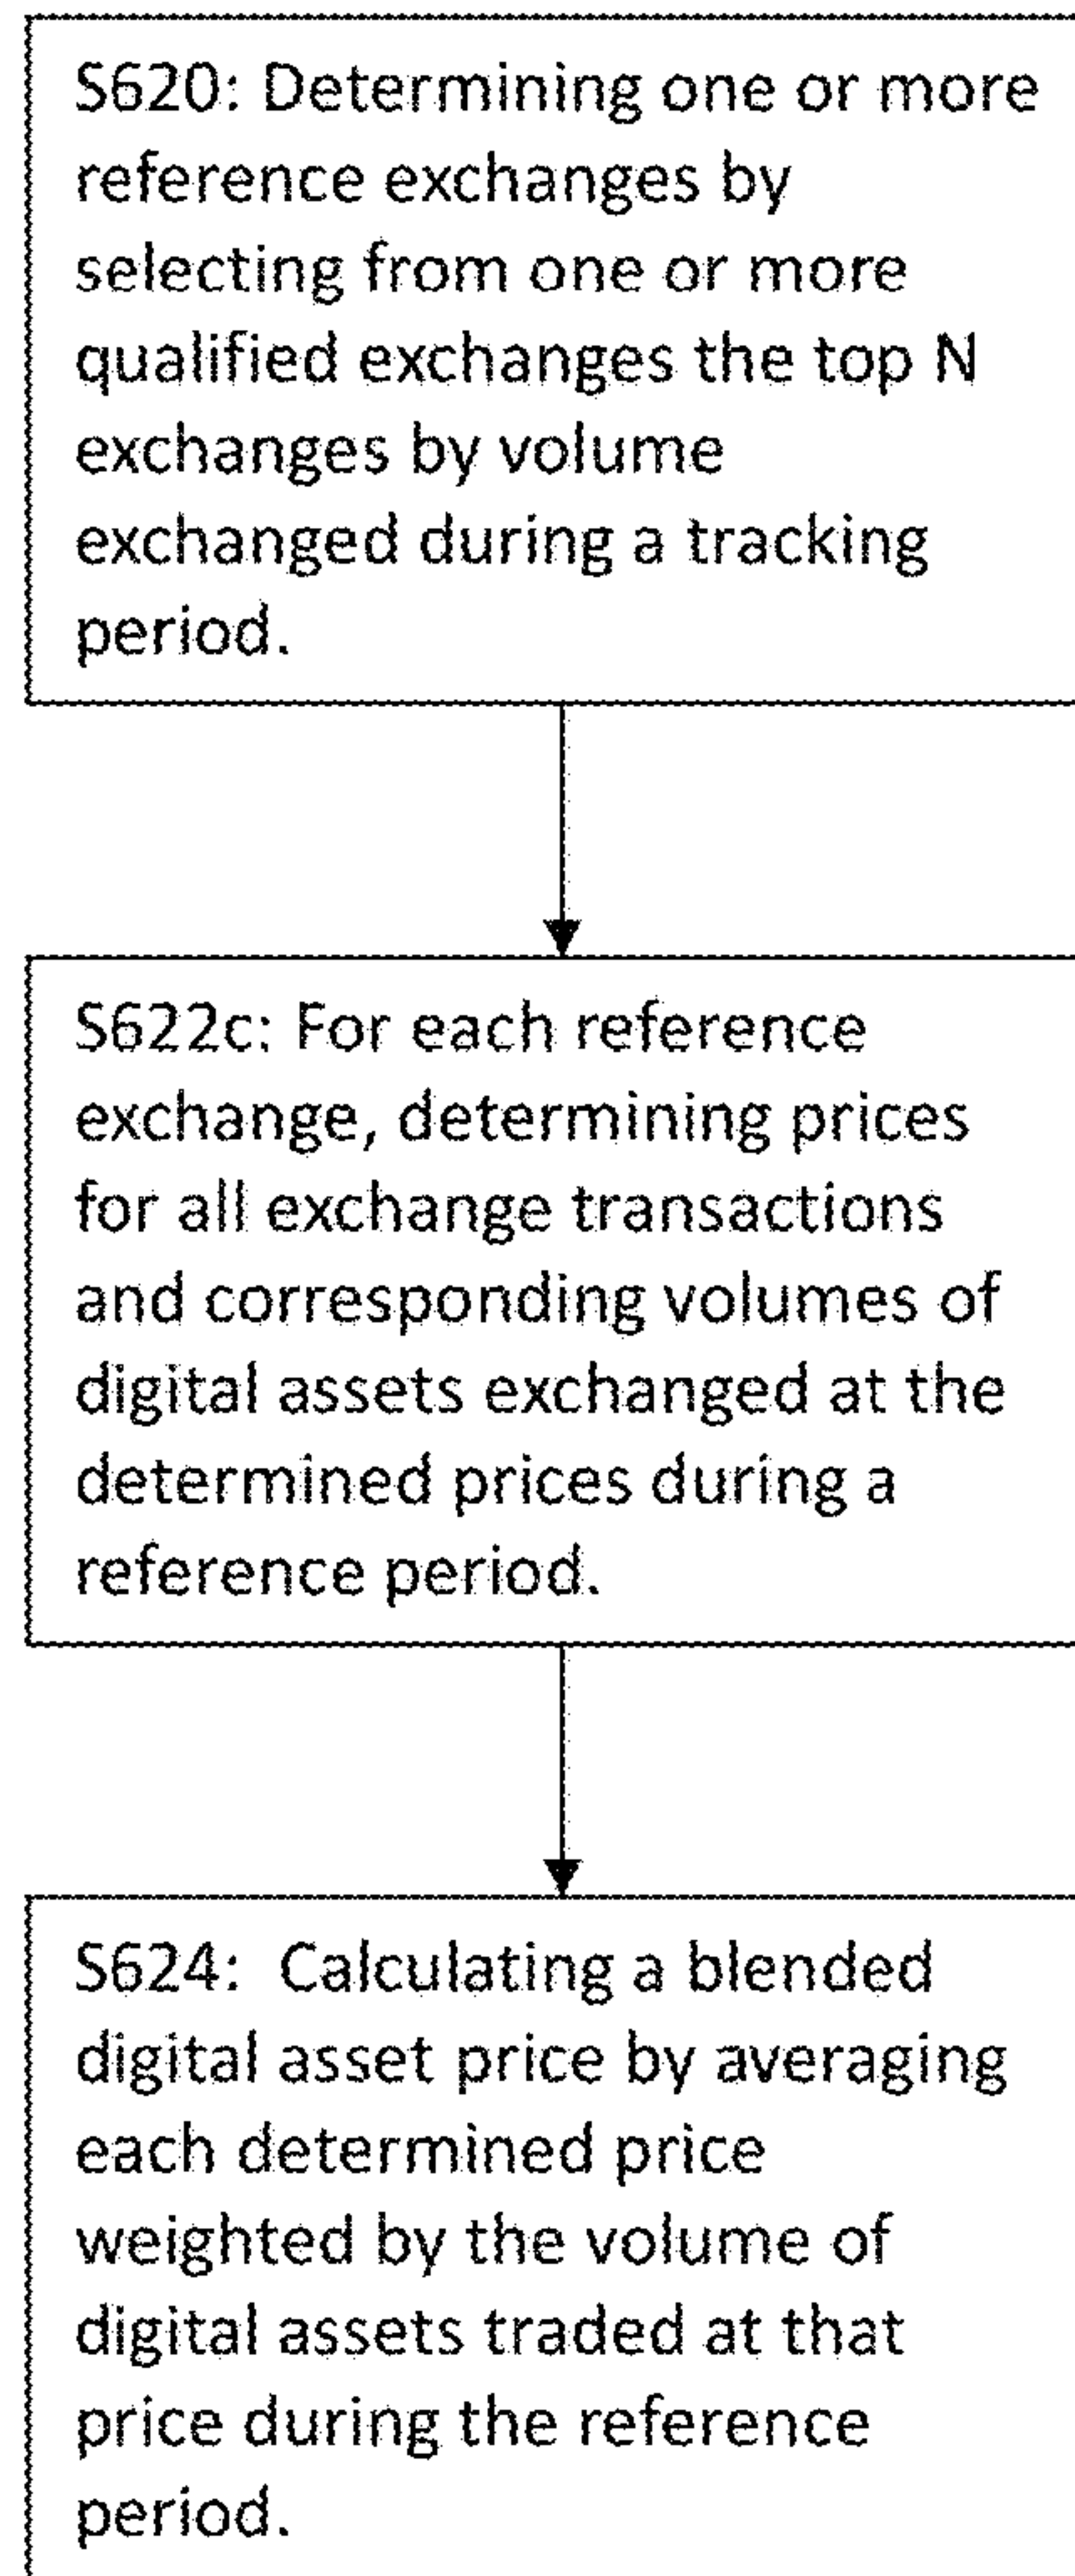 S620: Determining one or more
reference exchanges by
selecting from one or more
qualified exchanges the top N
exchanges by volume
exchanged during a tracking
period.
S622c: For each reference
exchange, determining prices
for all exchange transactions
and corresponding volumes of
digital assets exchanged at the
determined prices during a
reference period.
S624: Calculating a blended
digital asset price by averaging
each determined price
weighted by the volume of
digital assets traded at that
price during the reference
period.